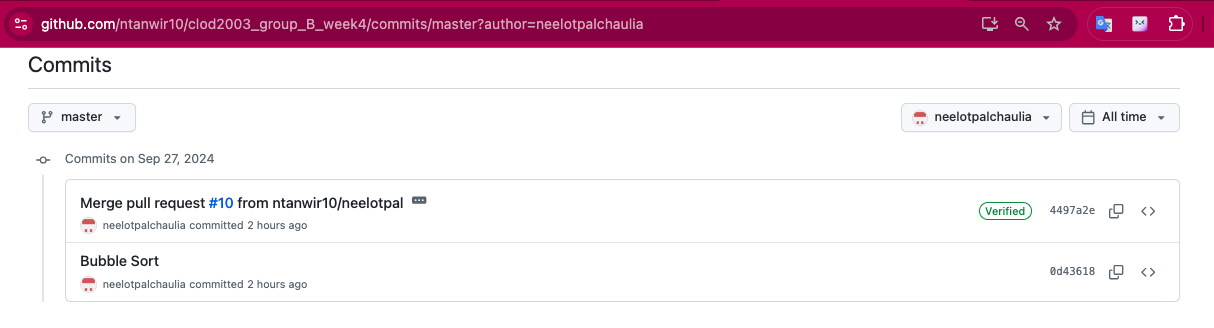 github.com/ntanwir10/clod2003_group_B_week4/commits/master?author=neelotpalchaulia
Commits
master
neelotpalchaulia
All time
Commits on Sep 27, 2024
Merge pull request #10 from ntanwir10/neelotpal
Verified
4497a2e
neelotpalchaulia committed 2 hours ago
Bubble Sort
0d43618
neelotpalchaulia committed 2 hours ago